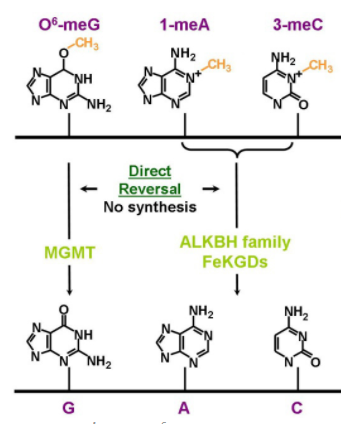 O⁶-meG 1-meA 3-meC
O-CH₃ NH₂ NH₂
N NH N N⁺-CH₃ N⁺-CH₃
N N NH₂ N N N O
Direct
Reversal
No synthesis
MGMT
ALKBH family
FeKGDs
O NH₂ NH₂
N NH N N N
N N NH₂ N N N O
G A C